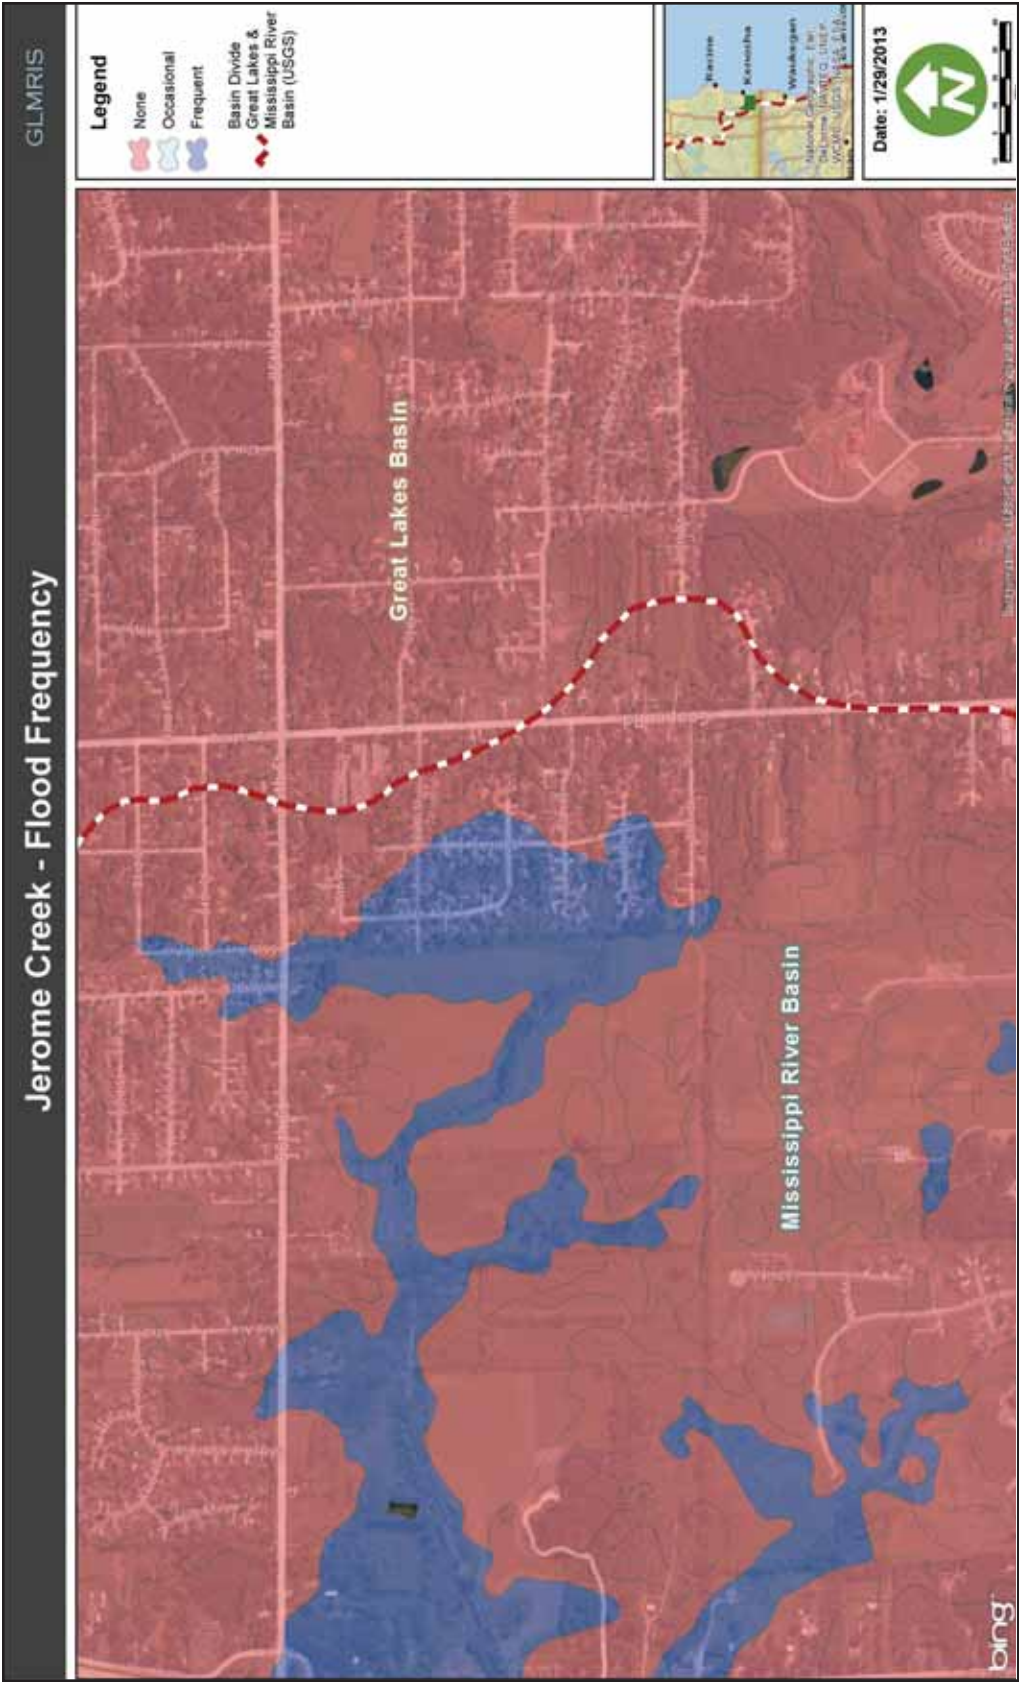 Jerome Creek - Flood Frequency
GLMRIS
Great Lakes Basin
Mississippi River Basin
bing
Legend
None
Occasional
Frequent
Basin Divide
Great Lakes &
Mississippi River
Basin (USGS)
Racine
Kenosha
Waukegan
Date: 1/29/2013
N